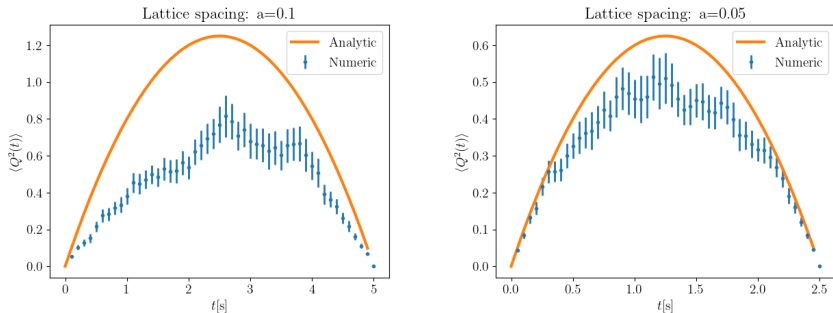 Lattice spacing: a=0.1
Analytic
Numeric
1.2
1.0
0.8
0.6
0.4
0.2
0.0
⟨Q²(t)⟩
0 1 2 3 4 5
t[s]
Lattice spacing: a=0.05
Analytic
Numeric
0.6
0.5
0.4
0.3
0.2
0.1
0.0
⟨Q²(t)⟩
0.0 0.5 1.0 1.5 2.0 2.5
t[s]